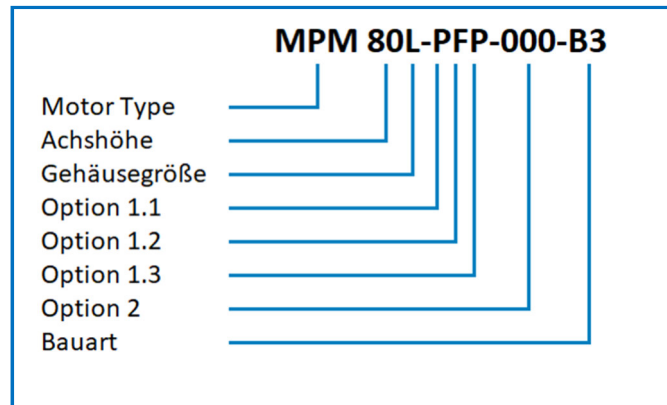 MPM 80L-PFP-000-B3
Motor Type
Achshöhe
Gehäusegröße
Option 1.1
Option 1.2
Option 1.3
Option 2
Bauart